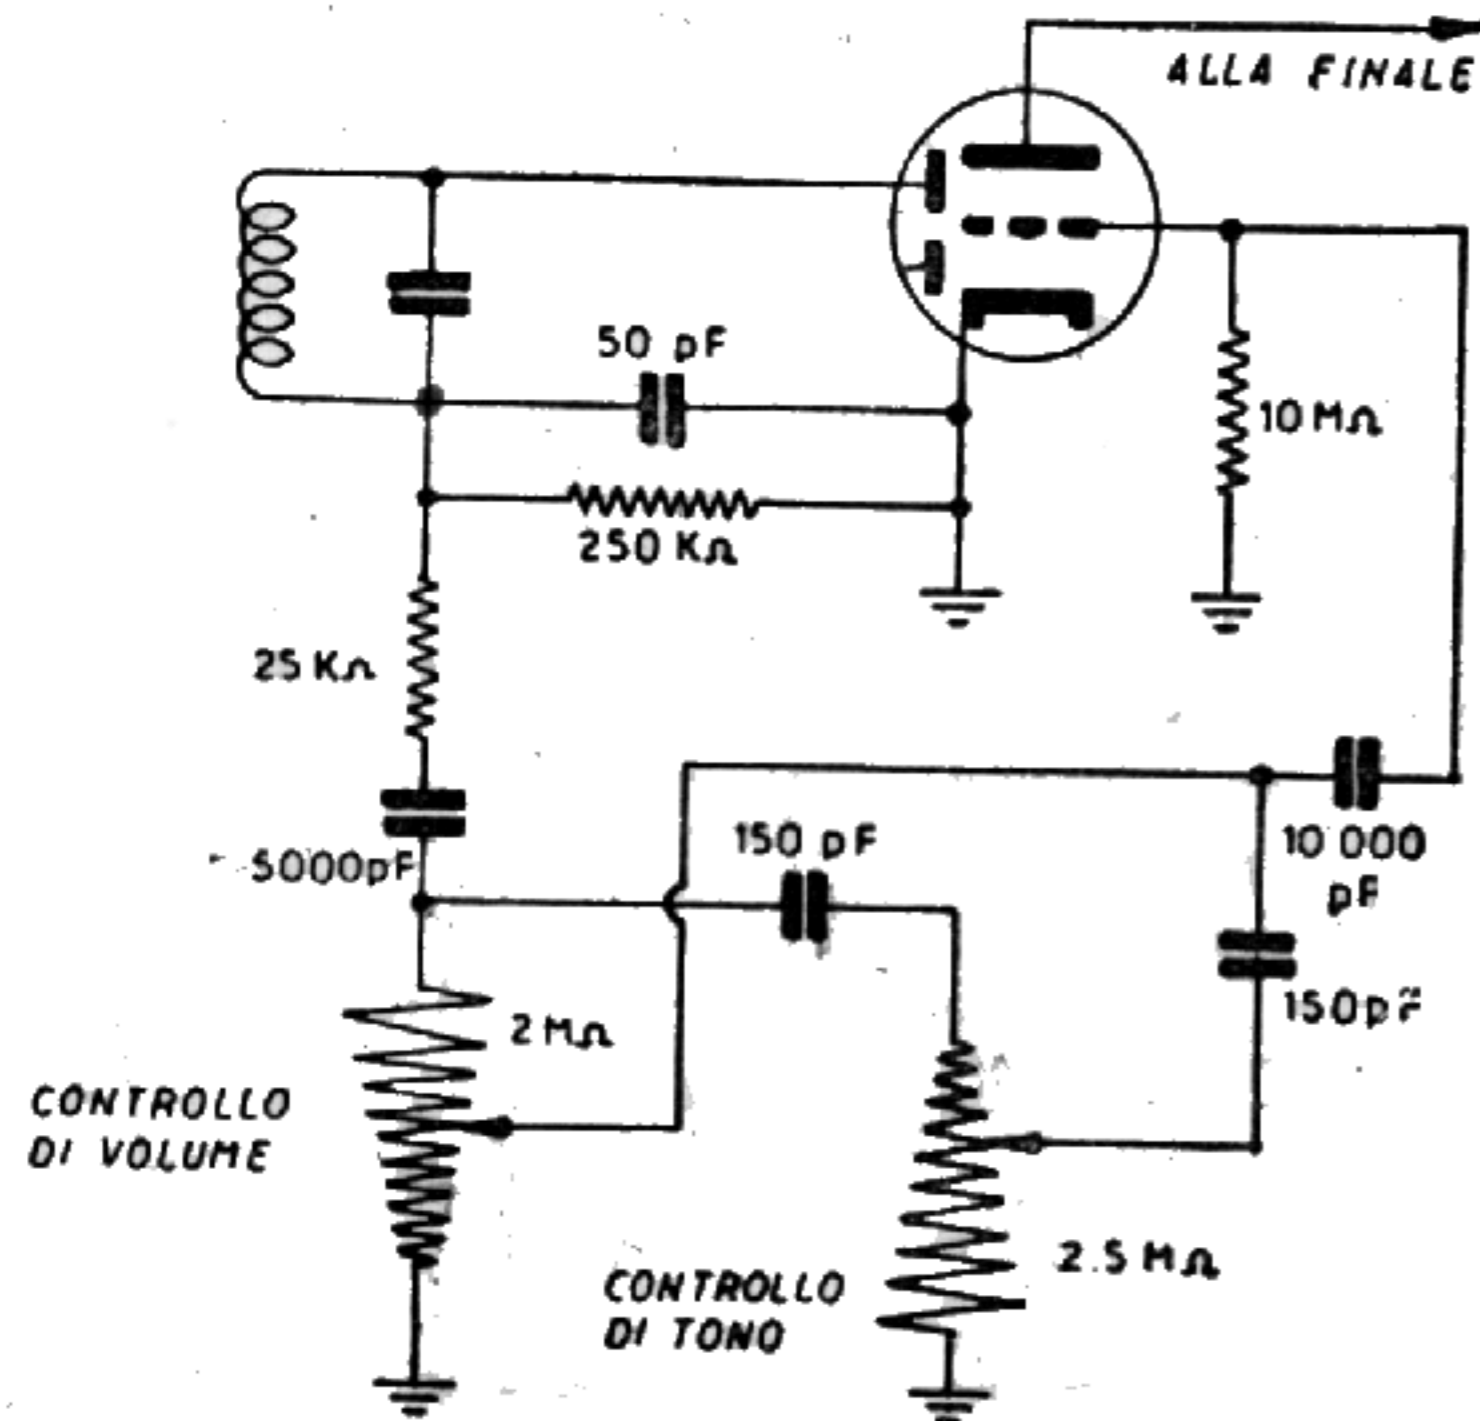 ALLA FINALE
50 pF
10 MΩ
250 KΩ
25 KΩ
5000pF
150 pF
10 000
pF
150pF
2 MΩ
CONTROLLO
DI VOLUME
2.5 MΩ
CONTROLLO
DI TONO